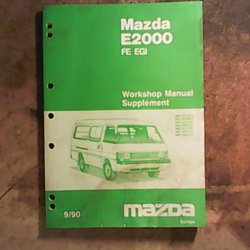 Mazda
E2000
FE EGI
Workshop Manual
Supplement
9/90
mazda
Europe